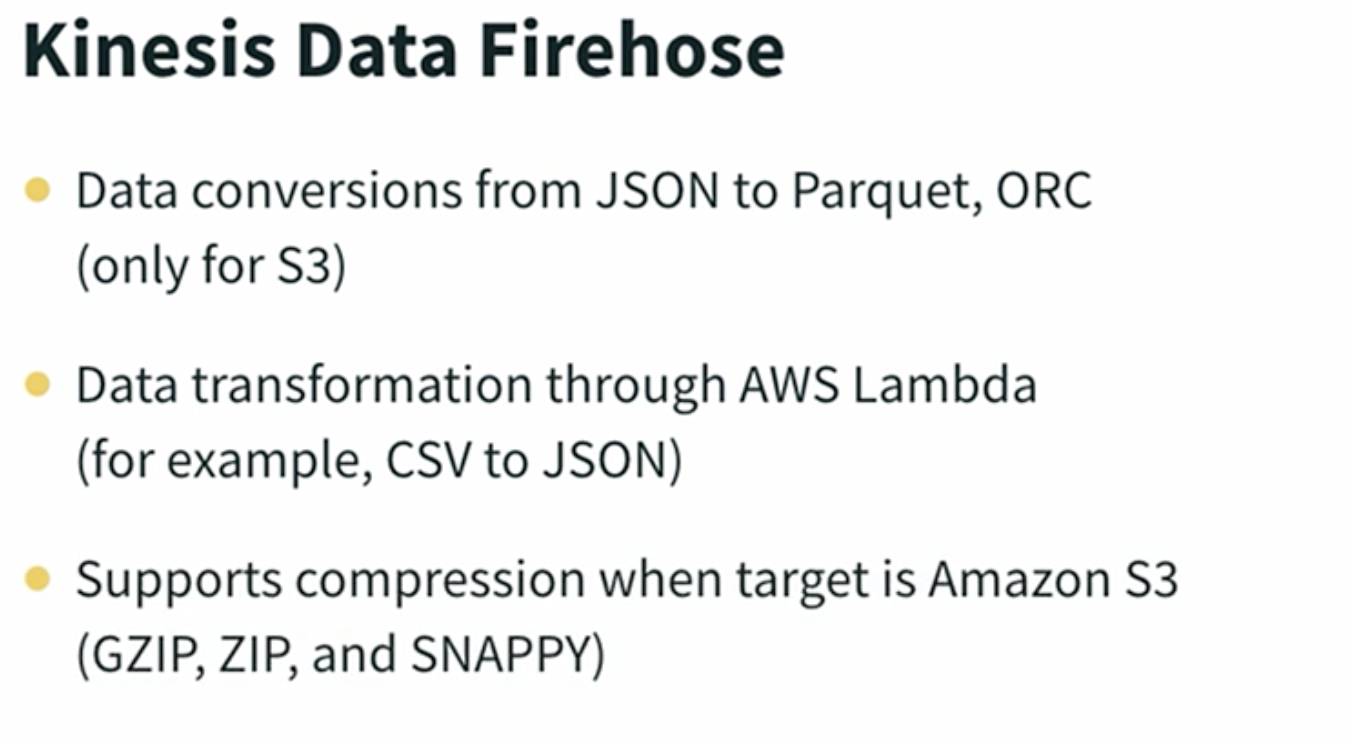 Kinesis Data Firehose
Data conversions from JSON to Parquet, ORC
(only for S3)
Data transformation through AWS Lambda
(for example, CSV to JSON)
Supports compression when target is Amazon S3
(GZIP, ZIP, and SNAPPY)